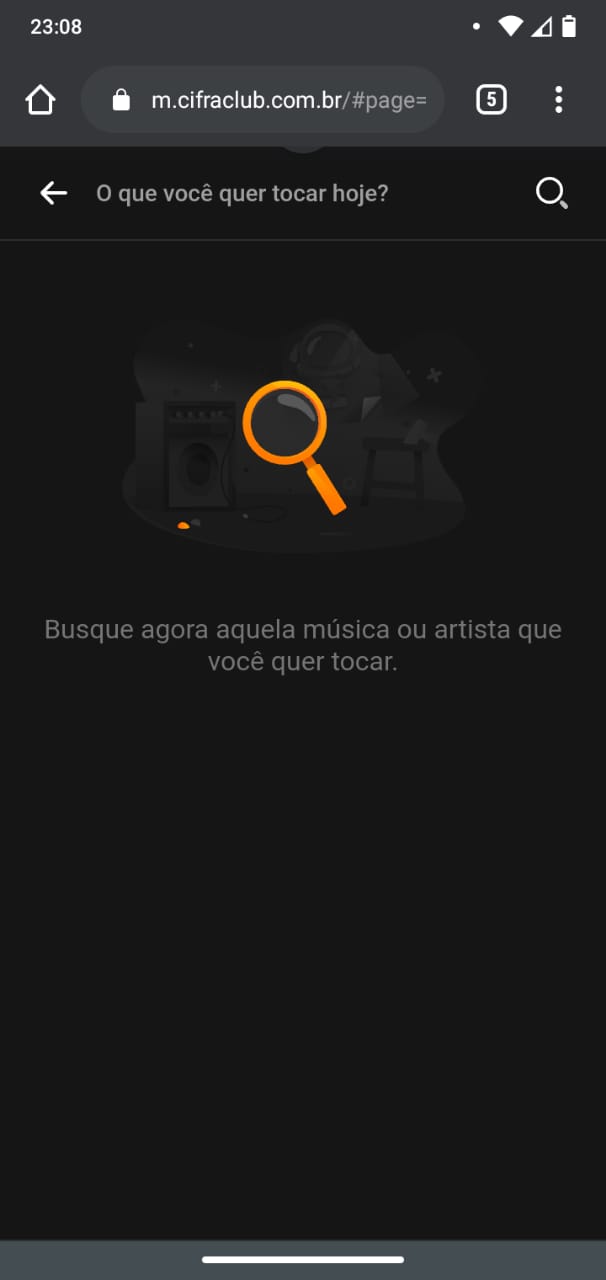 23:08
m.cifraclub.com.br/#page=
5
O que você quer tocar hoje?
Busque agora aquela música ou artista que
você quer tocar.